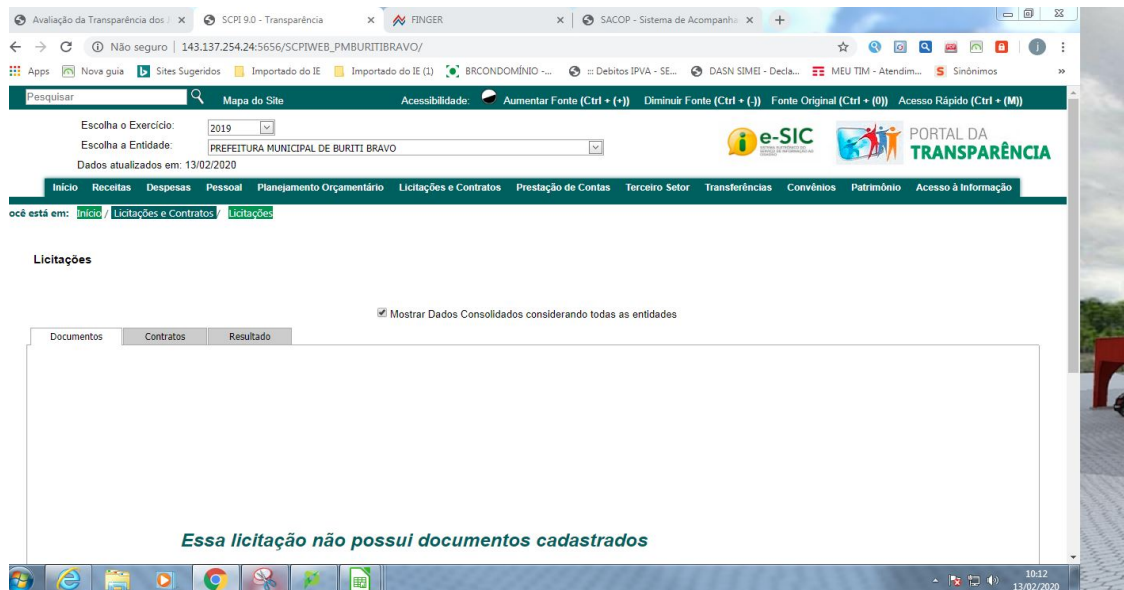 Avaliação da Transparência dos J
SCPI 9.0 - Transparência
FINGER
SACOP - Sistema de Acompanha
Não seguro | 143.137.254.24:5656/SCPIWEB_PMBURITIBRAVO/
Apps Nova guia Sites Sugeridos Importado do IE Importado do IE (1) BRCONDOMÍNIO -... ::: Debitos IPVA - SE... DASN SIMEI - Decla... MEU TIM - Atendim... Sinônimos »
Pesquisar Mapa do Site Acessibilidade: Aumentar Fonte (Ctrl + (+)) Diminuir Fonte (Ctrl + (-)) Fonte Original (Ctrl + (0)) Acesso Rápido (Ctrl + (M))
Escolha o Exercício: 2019
Escolha a Entidade: PREFEITURA MUNICIPAL DE BURITI BRAVO
Dados atualizados em: 13/02/2020
e-SIC
PORTAL DA
TRANSPARÊNCIA
Início Receitas Despesas Pessoal Planejamento Orçamentário Licitações e Contratos Prestação de Contas Terceiro Setor Transferências Convênios Patrimônio Acesso à Informação
ocê está em: Início / Licitações e Contratos / Licitações
Licitações
Mostrar Dados Consolidados considerando todas as entidades
Documentos Contratos Resultado
Essa licitação não possui documentos cadastrados
10:12
13/02/2020